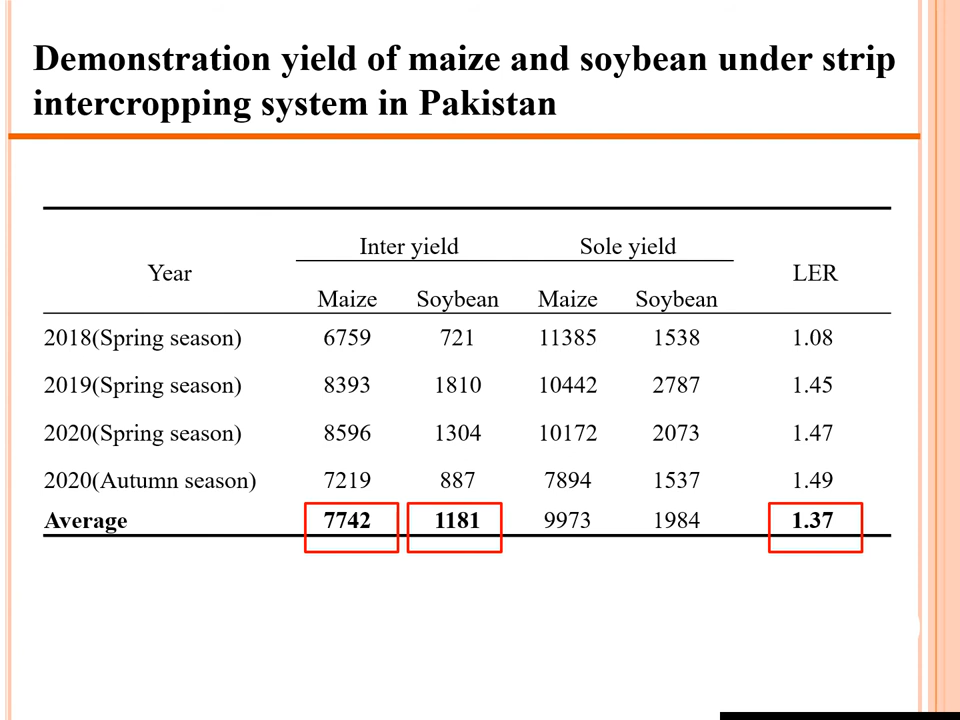 Demonstration yield of maize and soybean under strip
intercropping system in Pakistan
Year Inter yield Sole yield LER
Maize Soybean Maize Soybean
2018(Spring season) 6759 721 11385 1538 1.08
2019(Spring season) 8393 1810 10442 2787 1.45
2020(Spring season) 8596 1304 10172 2073 1.47
2020(Autumn season) 7219 887 7894 1537 1.49
Average 7742 1181 9973 1984 1.37